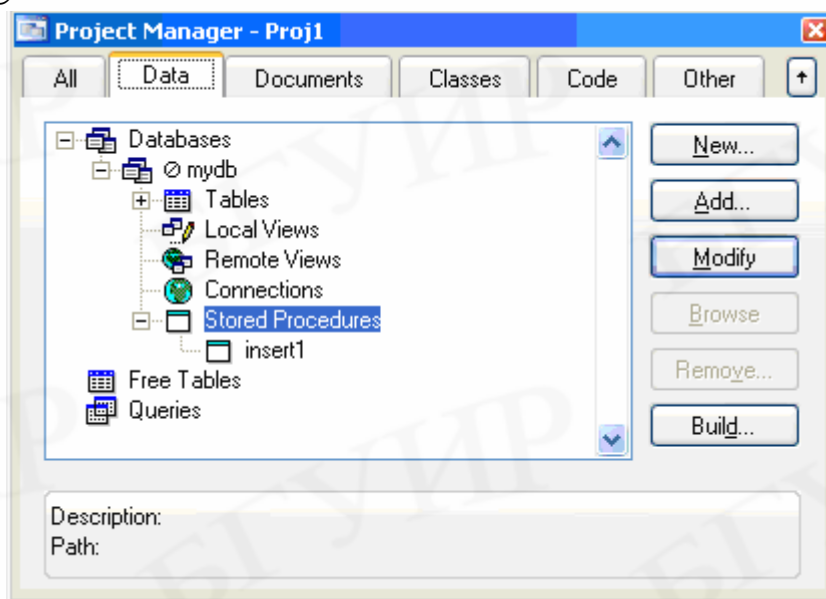 Project Manager - Proj1
All Data Documents Classes Code Other
Databases
mydb
Tables
Local Views
Remote Views
Connections
Stored Procedures
insert1
Free Tables
Queries
New...
Add...
Modify
Browse
Remove...
Build...
Description:
Path:
БГУИР